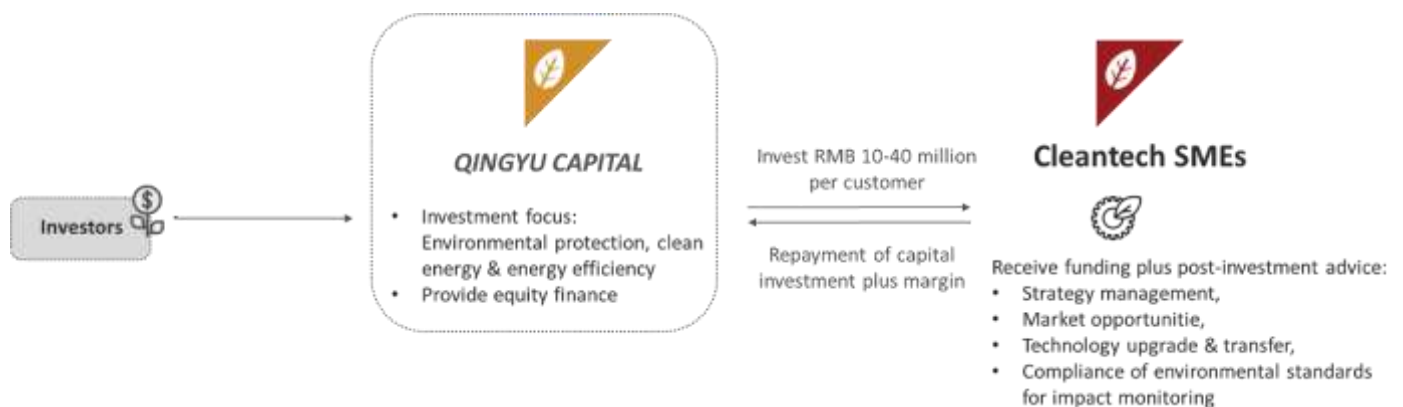 Investors
$
QINGYU CAPITAL
• Investment focus:
Environmental protection, clean
energy & energy efficiency
• Provide equity finance
Invest RMB 10-40 million
per customer
Repayment of capital
investment plus margin
Cleantech SMEs
Receive funding plus post-investment advice:
• Strategy management,
• Market opportunitie,
• Technology upgrade & transfer,
• Compliance of environmental standards
for impact monitoring